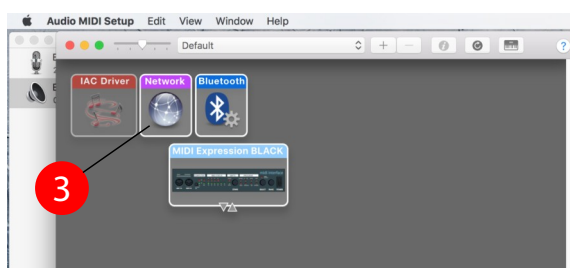 Audio MIDI Setup Edit View Window Help
Default
?
IAC Driver Network Bluetooth
MIDI Expression BLACK
3